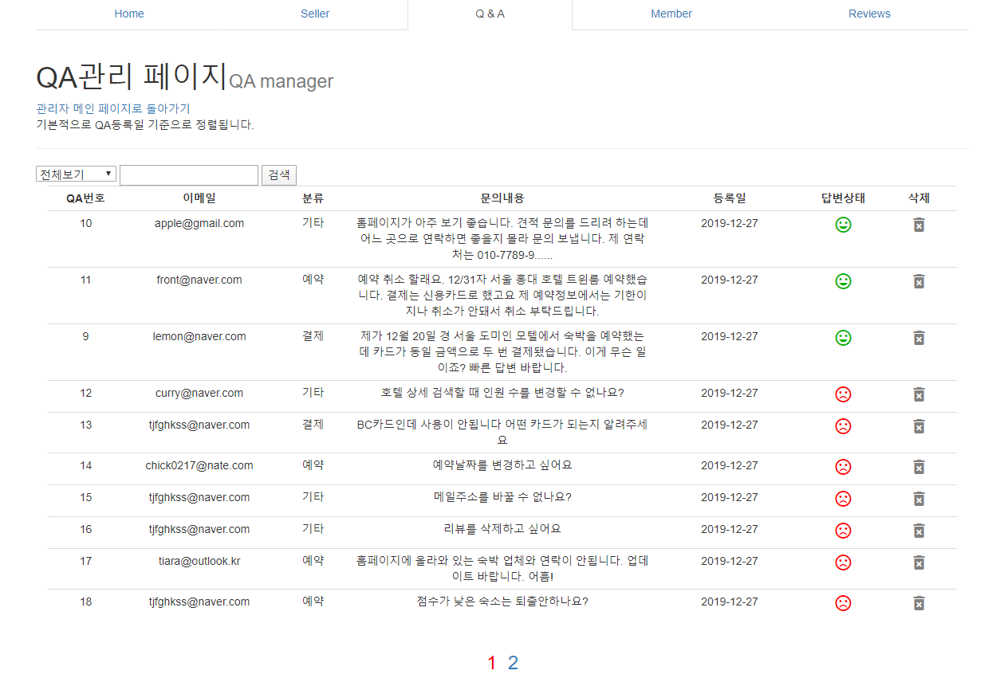 Home Seller Q & A Member Reviews
QA관리 페이지QA manager
관리자 메인 페이지로 돌아가기
기본적으로 QA등록일 기준으로 정렬됩니다.
전체보기 검색
QA번호 이메일 분류 문의내용 등록일 답변상태 삭제
10 apple@gmail.com 기타 홈페이지가 아주 보기 좋습니다. 견적 문의를 드리려 하는데 2019-12-27
어느 곳으로 연락하면 좋을지 몰라 문의 보냅니다. 제 연락
처는 010-7789-9......
11 front@naver.com 예약 예약 취소 할래요. 12/31자 서울 홍대 호텔 트윈룸 예약했습 2019-12-27
니다. 결제는 신용카드로 했고요 제 예약정보에서는 기한이
지나 취소가 안돼서 취소 부탁드립니다.
9 lemon@naver.com 결제 제가 12월 20일 경 서울 도미인 모텔에서 숙박을 예약했는 2019-12-27
데 카드가 동일 금액으로 두 번 결제됐습니다. 이게 무슨 일
이죠? 빠른 답변 바랍니다.
12 curry@naver.com 기타 호텔 상세 검색할 때 인원 수를 변경할 수 없나요? 2019-12-27
13 tjfghkss@naver.com 결제 BC카드인데 사용이 안됩니다 어떤 카드가 되는지 알려주세 2019-12-27
요
14 chick0217@nate.com 예약 예약날짜를 변경하고 싶어요 2019-12-27
15 tjfghkss@naver.com 기타 메일주소를 바꿀 수 없나요? 2019-12-27
16 tjfghkss@naver.com 기타 리뷰를 삭제하고 싶어요 2019-12-27
17 tiara@outlook.kr 예약 홈페이지에 올라와 있는 숙박 업체와 연락이 안됩니다. 업데 2019-12-27
이트 바랍니다. 어흠!
18 tjfghkss@naver.com 예약 점수가 낮은 숙소는 퇴출안하나요? 2019-12-27
1 2